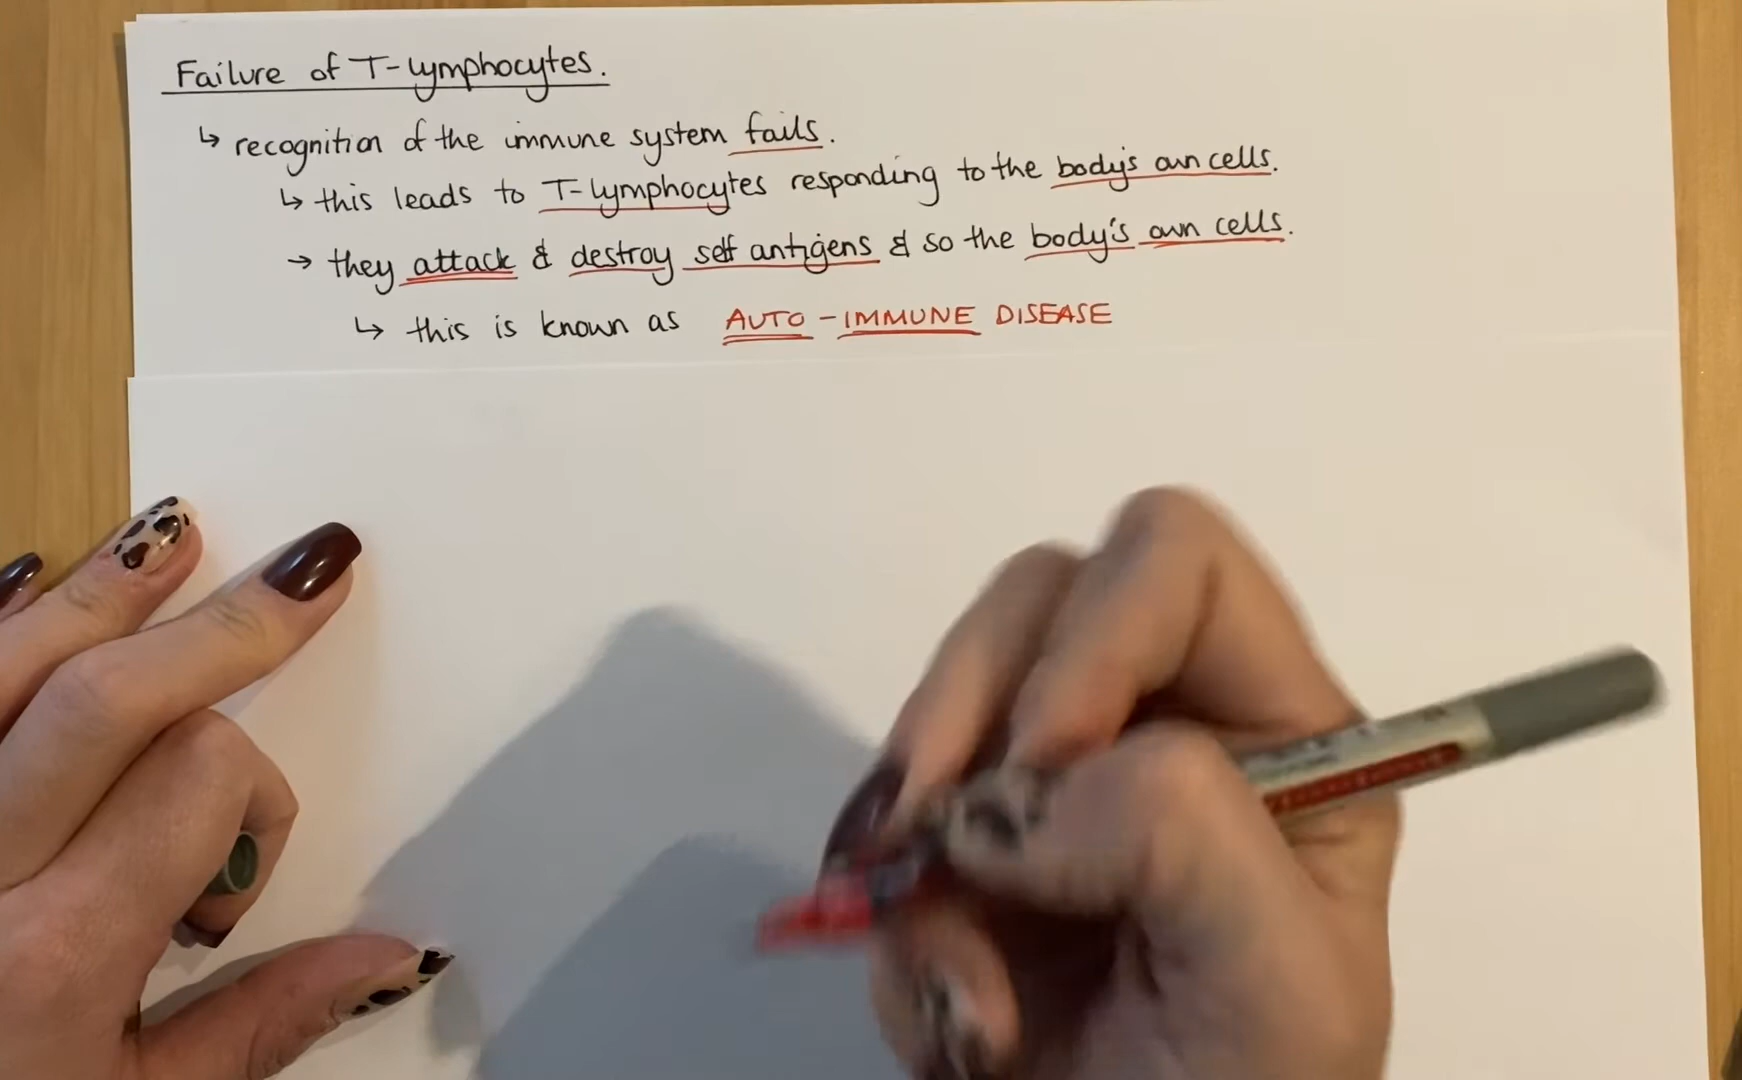 Failure of T-lymphocytes.
↳ recognition of the immune system fails.
↳ this leads to T-lymphocytes responding to the body's own cells.
→ they attack & destroy self antigens & so the body's own cells.
↳ this is known as AUTO-IMMUNE DISEASE